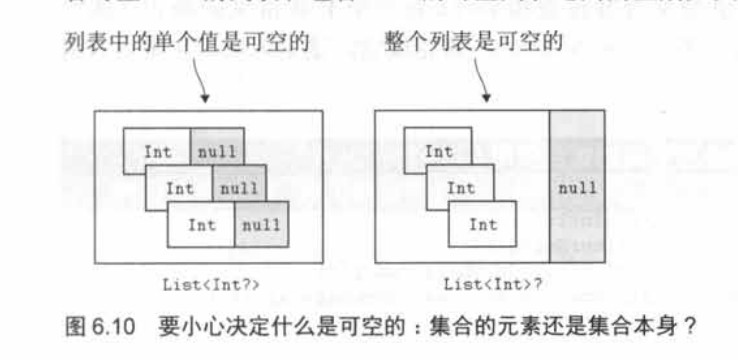 列表中的单个值是可空的
整个列表是可空的
Int null
Int null
Int null
Int
Int
Int
null
List<Int?>
List<Int>?
图 6.10 要小心决定什么是可空的：集合的元素还是集合本身？